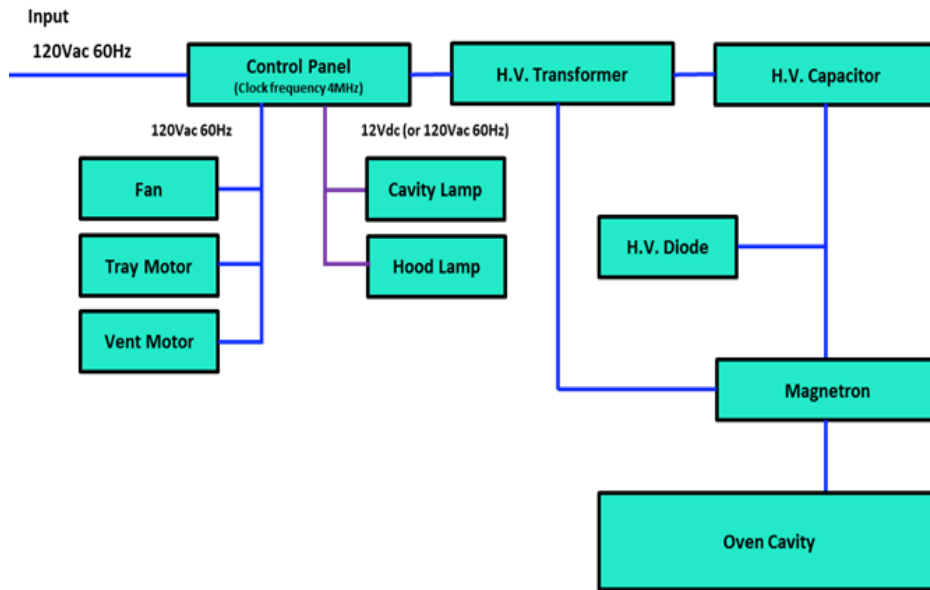 Input
120Vac 60Hz
Control Panel
(Clock frequency 4MHz)
H.V. Transformer
H.V. Capacitor
120Vac 60Hz
12Vdc (or 120Vac 60Hz)
Fan
Cavity Lamp
Tray Motor
Hood Lamp
H.V. Diode
Vent Motor
Magnetron
Oven Cavity